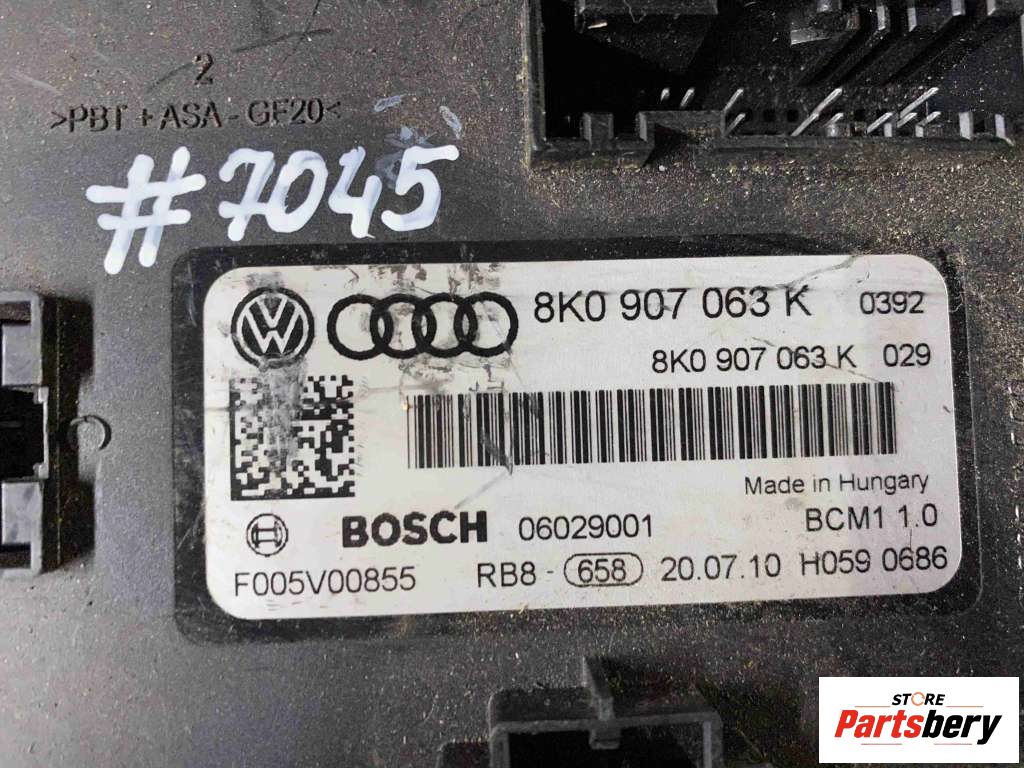 2
>PBT+ASA-GF20<
#7045
8K0 907 063 K 0392
8K0 907 063 K 029
Made in Hungary
BOSCH 06029001 BCM1 1.0
F005V00855 RB8-658 20.07.10 H059 0686
STORE
Partsbery